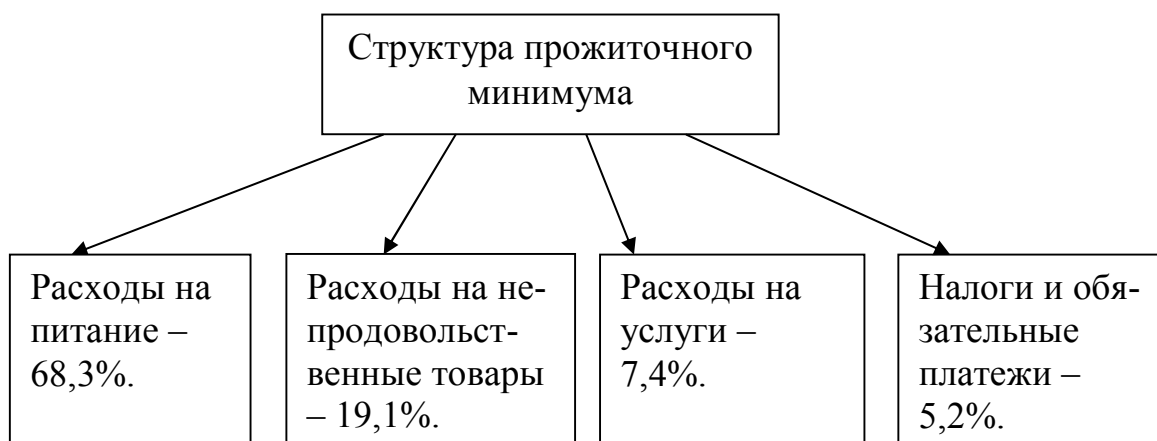 Структура прожиточного
минимума
Расходы на
питание –
68,3%.
Расходы на не-
продовольст-
венные товары
– 19,1%.
Расходы на
услуги –
7,4%.
Налоги и обя-
зательные
платежи –
5,2%.